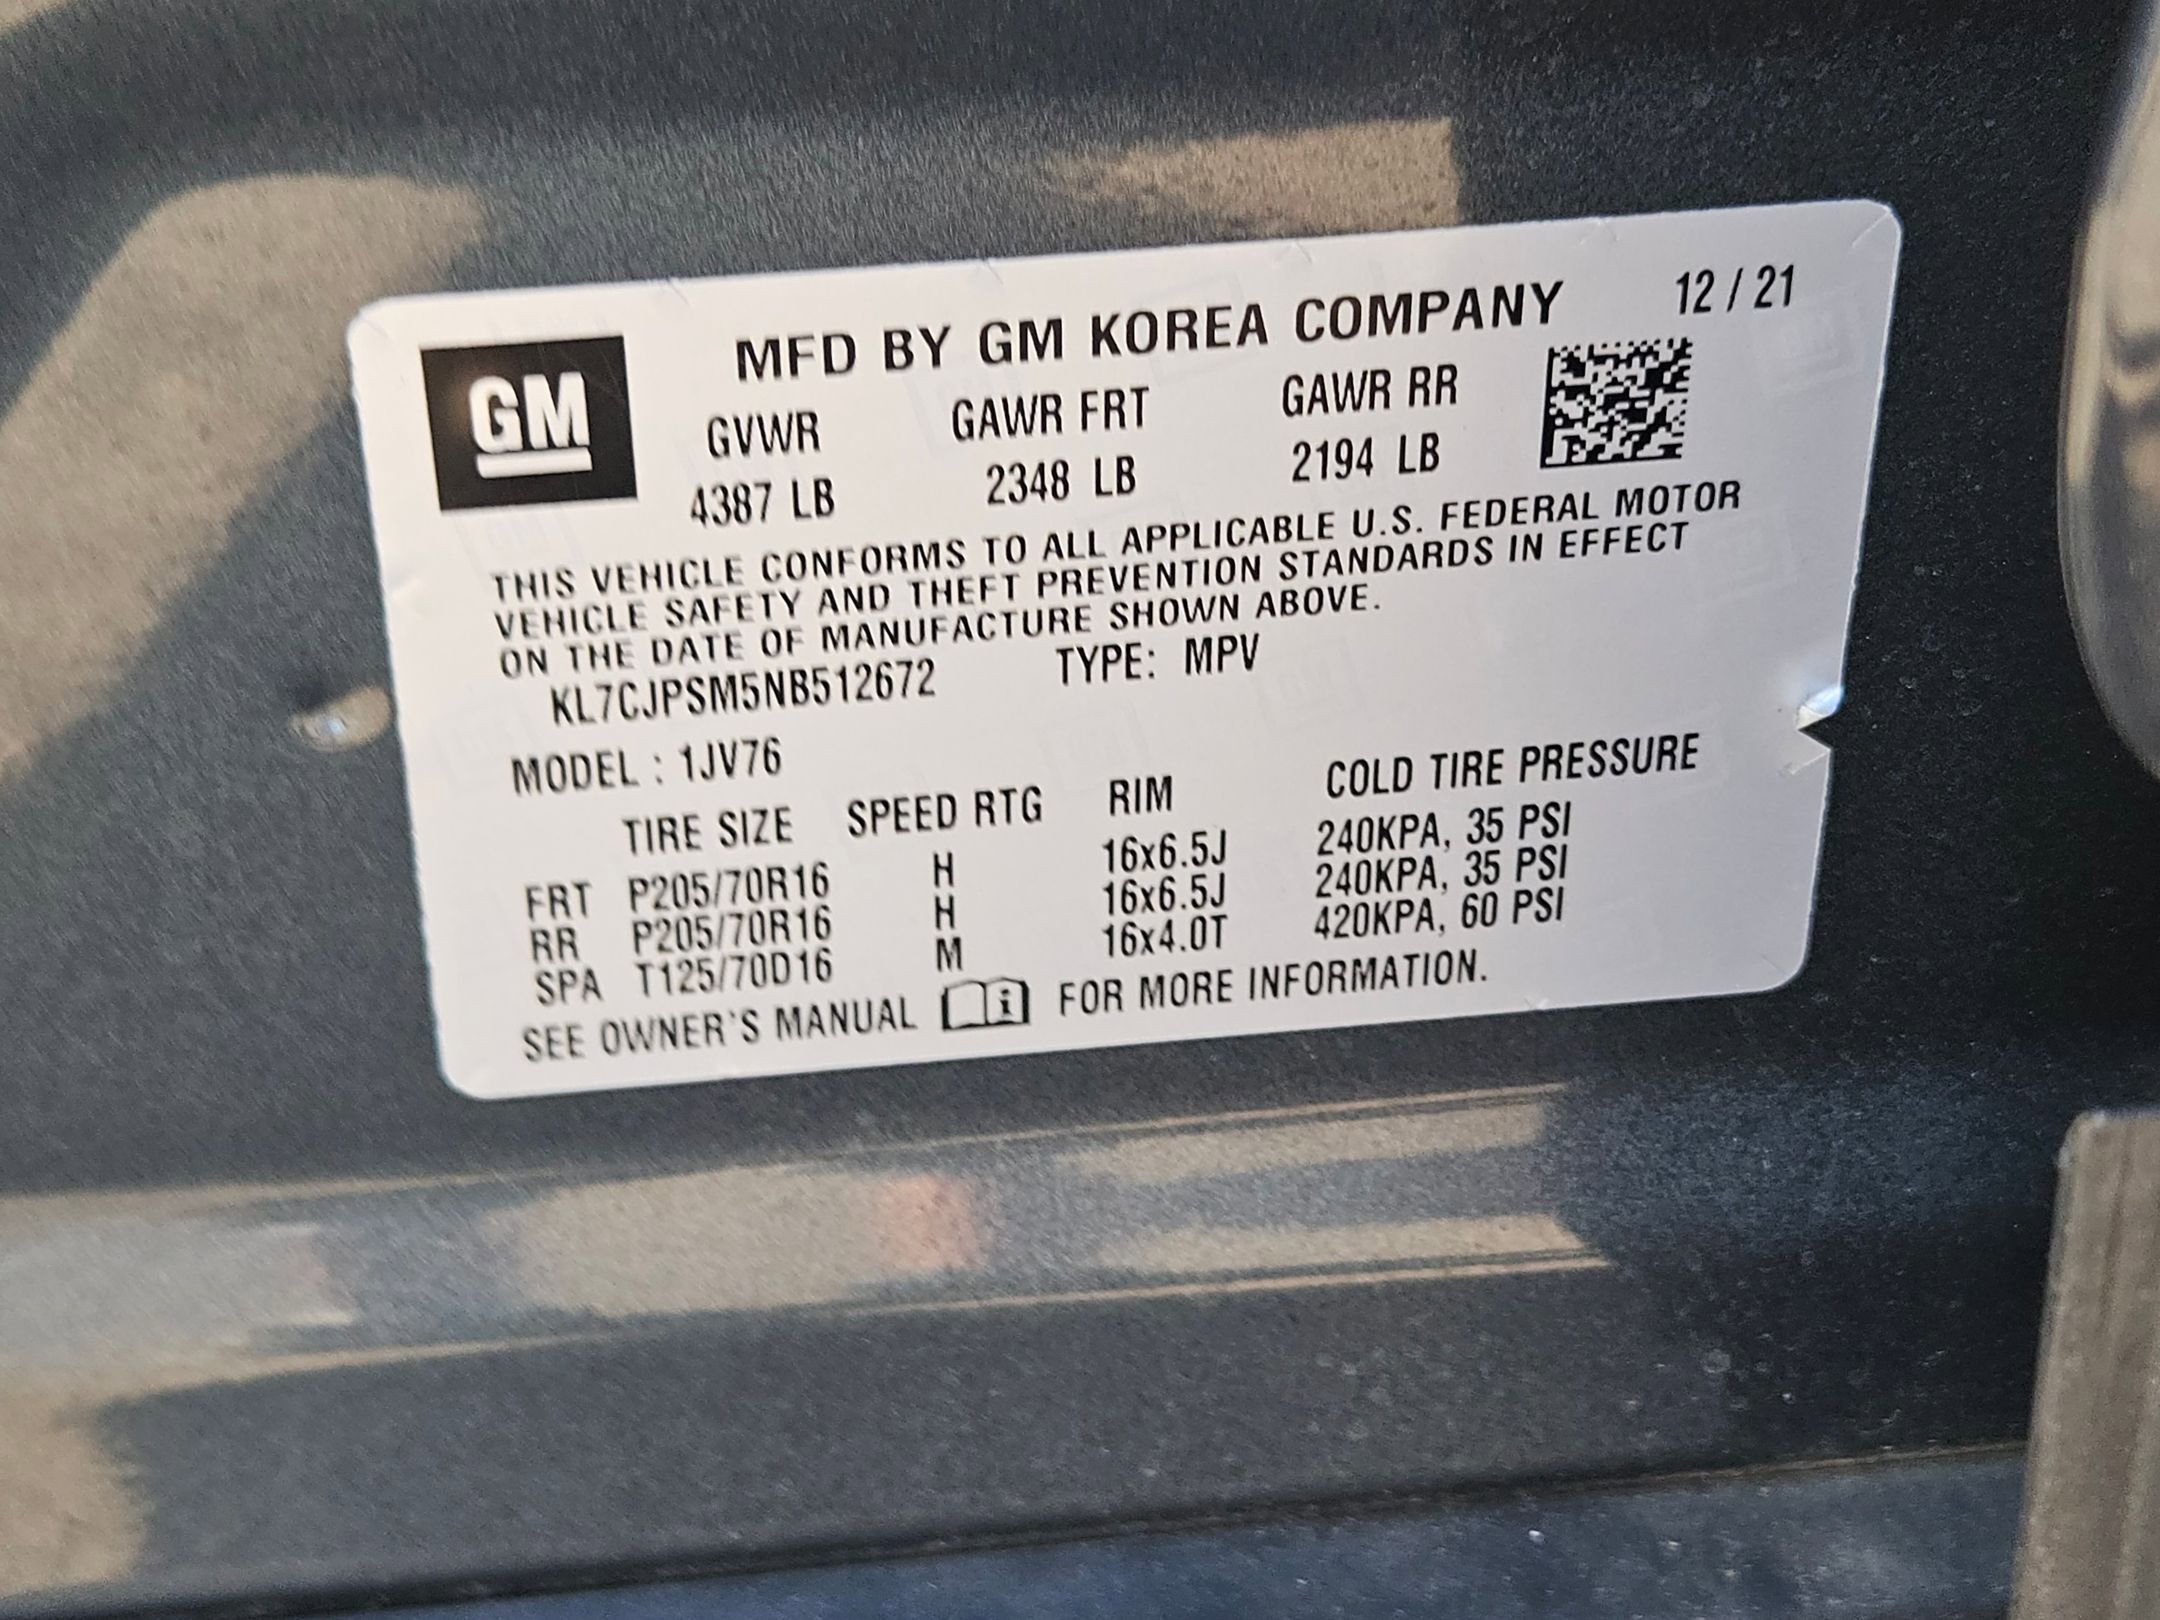 MFD BY GM KOREA COMPANY 12 / 21
GM
GVWR GAWR FRT GAWR RR
4387 LB 2348 LB 2194 LB
THIS VEHICLE CONFORMS TO ALL APPLICABLE U.S. FEDERAL MOTOR
VEHICLE SAFETY AND THEFT PREVENTION STANDARDS IN EFFECT
ON THE DATE OF MANUFACTURE SHOWN ABOVE.
KL7CJPSM5NB512672 TYPE: MPV
MODEL : 1JV76
TIRE SIZE SPEED RTG RIM COLD TIRE PRESSURE
FRT P205/70R16 H 16x6.5J 240KPA, 35 PSI
RR P205/70R16 H 16x6.5J 240KPA, 35 PSI
SPA T125/70D16 M 16x4.0T 420KPA, 60 PSI
SEE OWNER'S MANUAL FOR MORE INFORMATION.